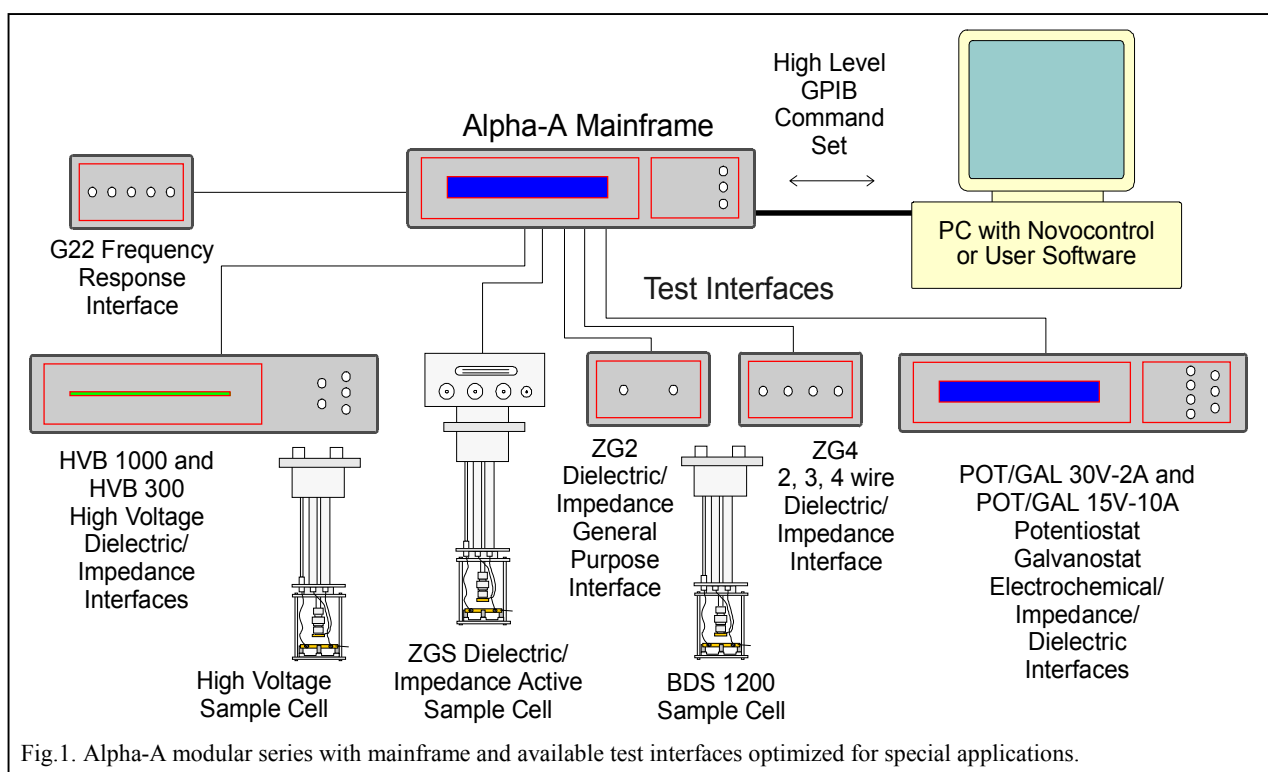 High Level
GPIB
Command
Set
Alpha-A Mainframe
PC with Novocontrol
or User Software
G22 Frequency
Response
Interface
Test Interfaces
HVB 1000 and
HVB 300
High Voltage
Dielectric/
Impedance
Interfaces
High Voltage
Sample Cell
ZGS Dielectric/
Impedance Active
Sample Cell
ZG2
Dielectric/
Impedance
General
Purpose
Interface
BDS 1200
Sample Cell
ZG4
2, 3, 4 wire
Dielectric/
Impedance
Interface
POT/GAL 30V-2A and
POT/GAL 15V-10A
Potentiostat
Galvanostat
Electrochemical/
Impedance/
Dielectric
Interfaces
Fig.1. Alpha-A modular series with mainframe and available test interfaces optimized for special applications.